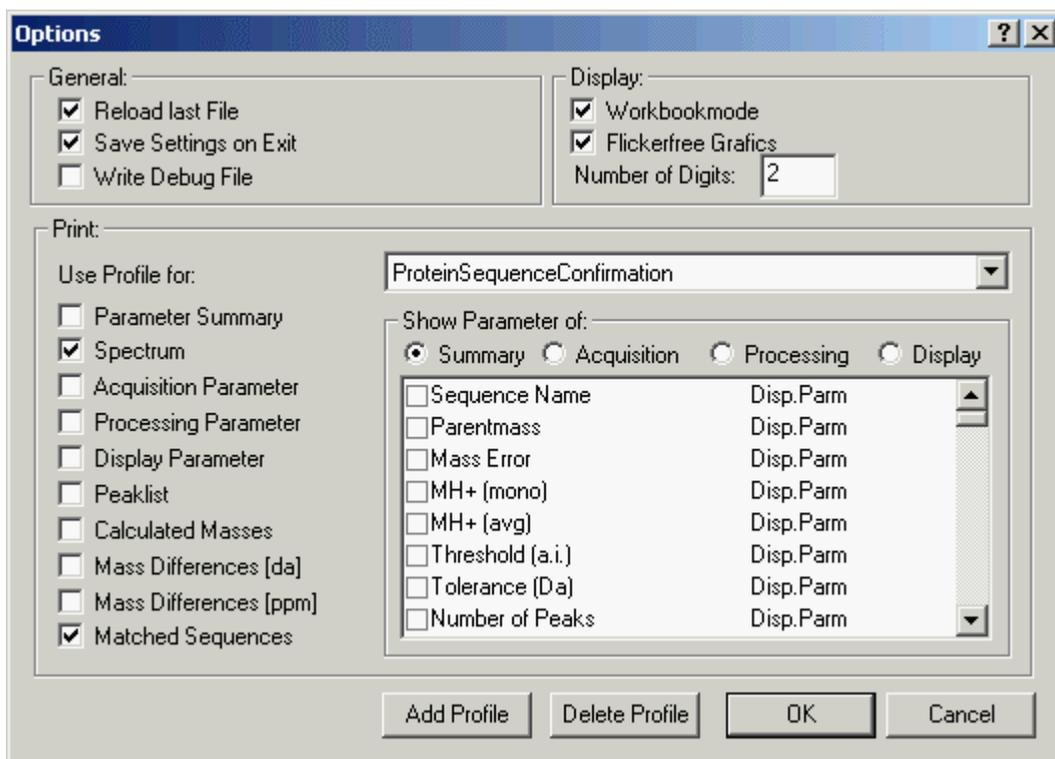 Options
General:
Reload last File
Save Settings on Exit
Write Debug File
Display:
Workbookmode
Flickerfree Grafics
Number of Digits: 2
Print:
Use Profile for:
ProteinSequenceConfirmation
Parameter Summary
Spectrum
Acquisition Parameter
Processing Parameter
Display Parameter
Peaklist
Calculated Masses
Mass Differences [da]
Mass Differences [ppm]
Matched Sequences
Show Parameter of:
Summary Acquisition Processing Display
Sequence Name Disp.Parm
Parentmass Disp.Parm
Mass Error Disp.Parm
MH+ (mono) Disp.Parm
MH+ (avg) Disp.Parm
Threshold (a.i.) Disp.Parm
Tolerance (Da) Disp.Parm
Number of Peaks Disp.Parm
Add Profile Delete Profile OK Cancel